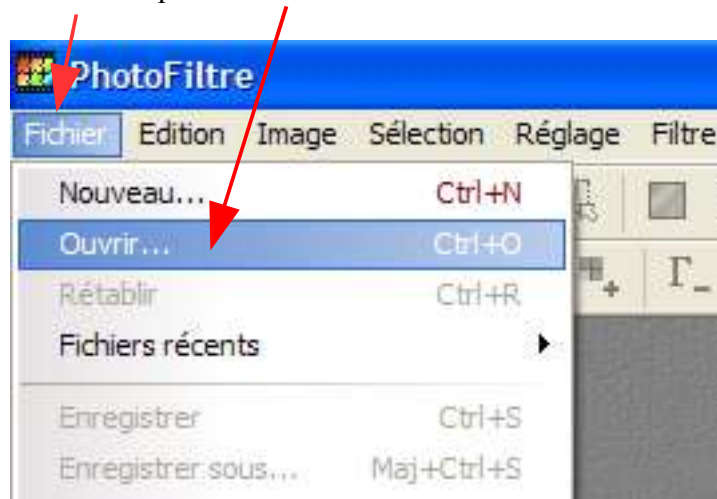 PhotoFiltre
Fichier Edition Image Sélection Réglage Filtre
Nouveau... Ctrl+N
Ouvrir... Ctrl+O
Rétablir Ctrl+R
Fichiers récents
Enregistrer Ctrl+S
Enregistrer sous... Maj+Ctrl+S